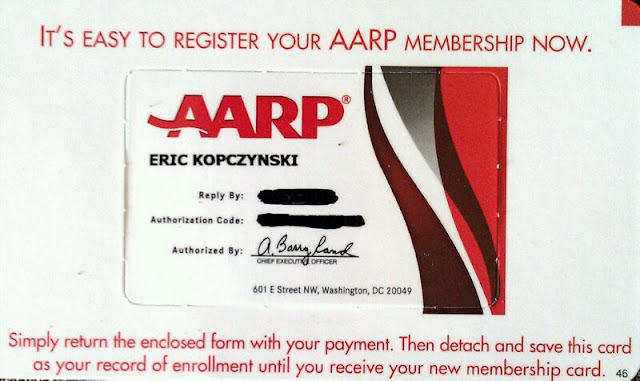 IT'S EASY TO REGISTER YOUR AARP MEMBERSHIP NOW.
AARP®
ERIC KOPCZYNSKI
Reply By:
Authorization Code:
Authorized By: A. Barry Rand
CHIEF EXECUTIVE OFFICER
601 E Street NW, Washington, DC 20049
Simply return the enclosed form with your payment. Then detach and save this card
as your record of enrollment until you receive your new membership card. 46